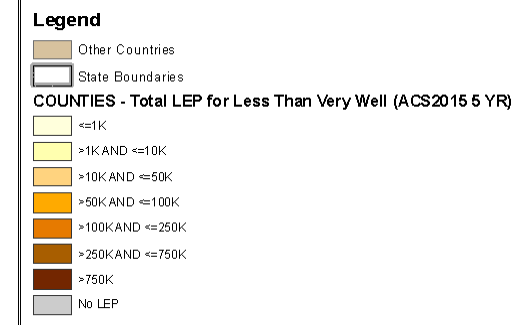 Legend
Other Countries
State Boundaries
COUNTIES - Total LEP for Less Than Very Well (ACS2015 5 YR)
<=1K
>1K AND <=10K
>10K AND <=50K
>50K AND <=100K
>100K AND <=250K
>250K AND <=750K
>750K
No LEP